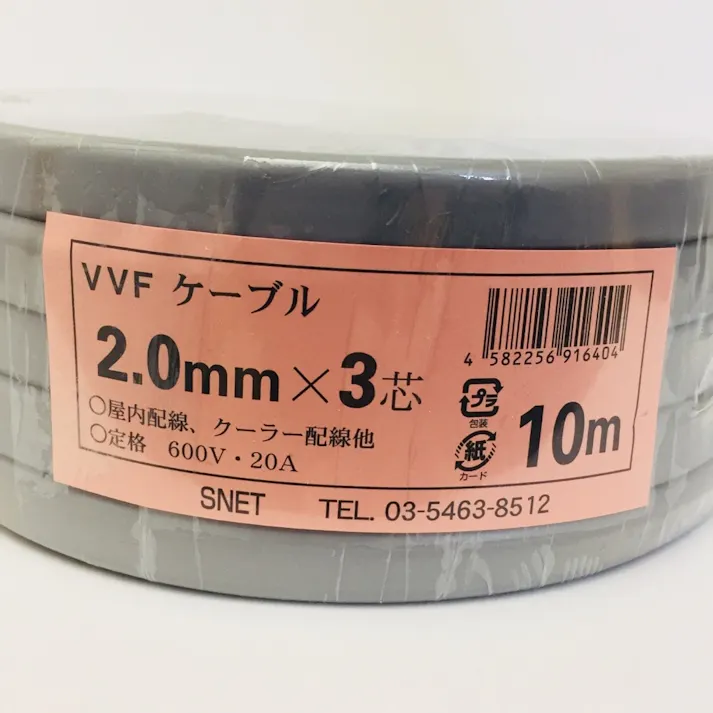 VVF ケーブル
2.0mm×3芯
○屋内配線、クーラー配線他
○定格 600V・20A
4 582256 916404
プラ
包装
紙
カード
10m
SNET TEL. 03-5463-8512